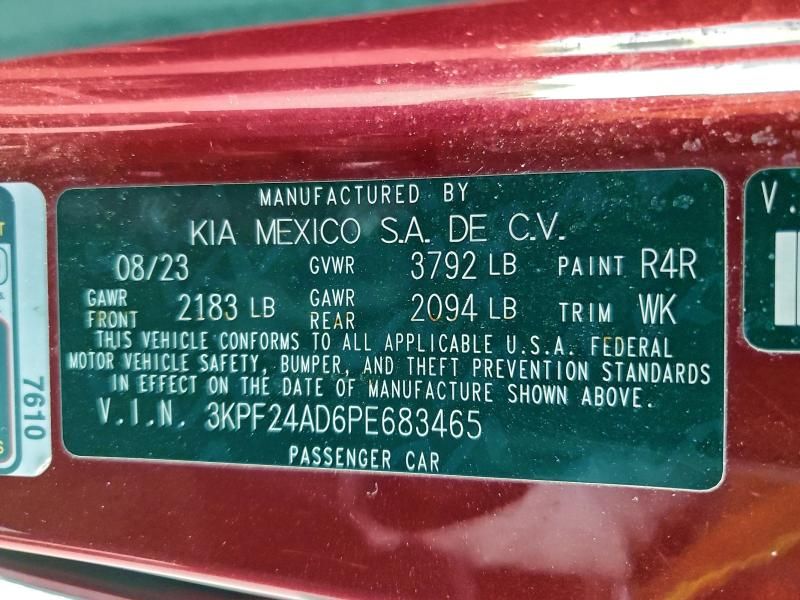 MANUFACTURED BY
KIA MEXICO S.A. DE C.V.
08/23 GVWR 3792 LB PAINT R4R
GAWR FRONT 2183 LB GAWR REAR 2094 LB TRIM WK
THIS VEHICLE CONFORMS TO ALL APPLICABLE U.S.A. FEDERAL
MOTOR VEHICLE SAFETY, BUMPER, AND THEFT PREVENTION STANDARDS
IN EFFECT ON THE DATE OF MANUFACTURE SHOWN ABOVE.
V.I.N. 3KPF24AD6PE683465
PASSENGER CAR
7610
V.